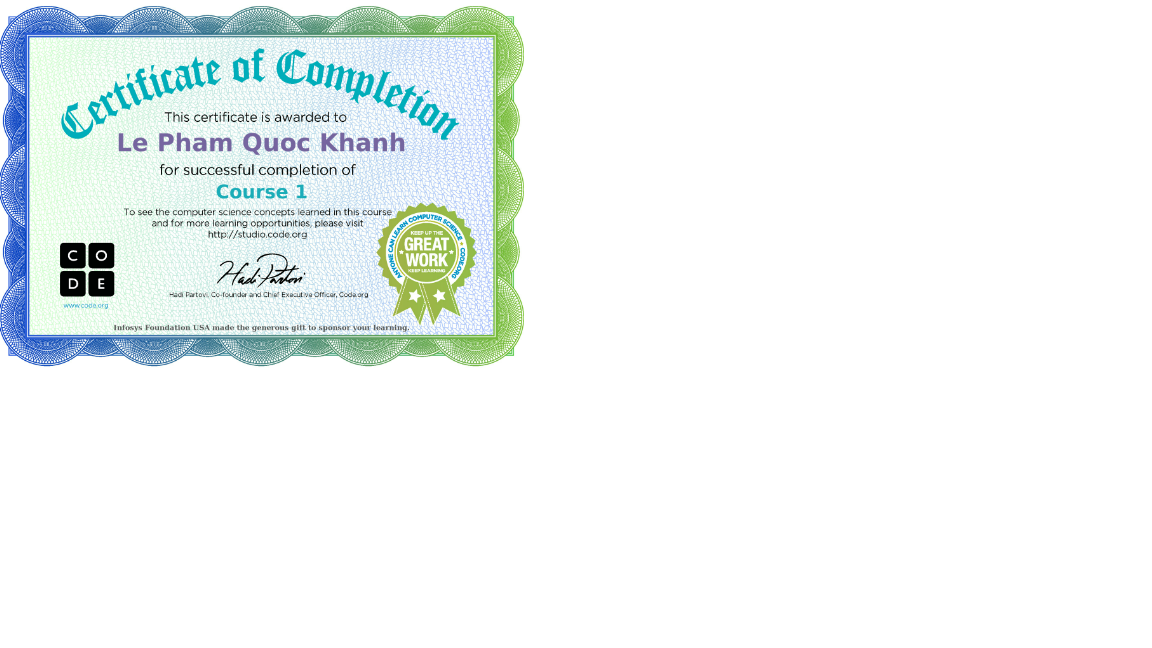 Certificate of Completion
This certificate is awarded to
Le Pham Quoc Khanh
for successful completion of
Course 1
To see the computer science concepts learned in this course
and for more learning opportunities, please visit
http://studio.code.org
ANYONE CAN LEARN COMPUTER SCIENCE • CODE.ORG
KEEP UP THE
GREAT
WORK
KEEP LEARNING
C O
D E
www.code.org
Hadi Partovi
Hadi Partovi, Co-founder and Chief Executive Officer, Code.org
Infosys Foundation USA made the generous gift to sponsor your learning.